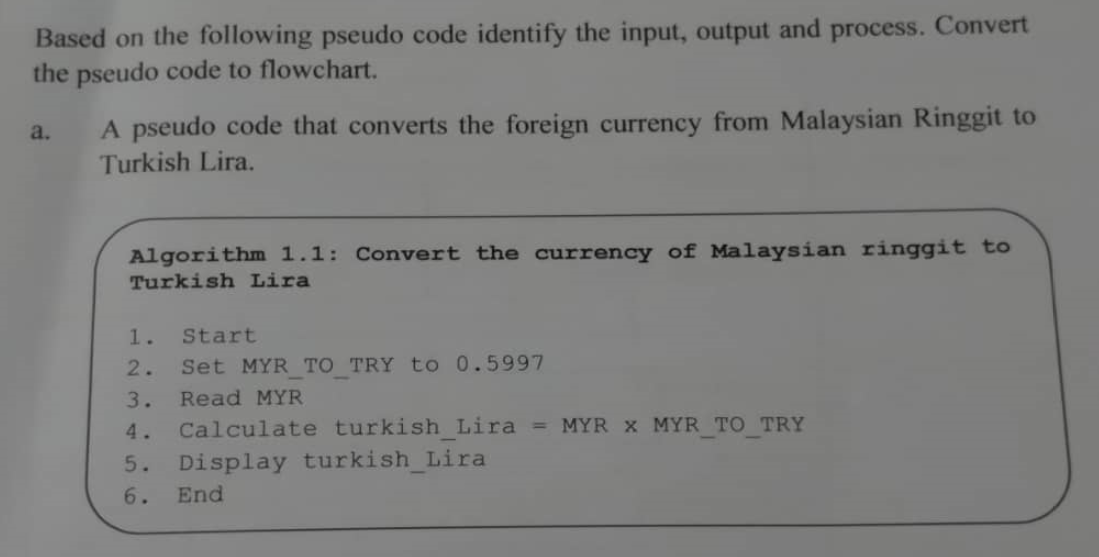 Based on the following pseudo code identify the input, output and process. Convert
the pseudo code to flowchart.
a. A pseudo code that converts the foreign currency from Malaysian Ringgit to
Turkish Lira.
Algorithm 1.1: Convert the currency of Malaysian ringgit to
Turkish Lira
1. Start
2. Set MYR_TO_TRY to 0.5997
3. Read MYR
4. Calculate turkish_Lira = MYR x MYR_TO_TRY
5. Display turkish_Lira
6. End